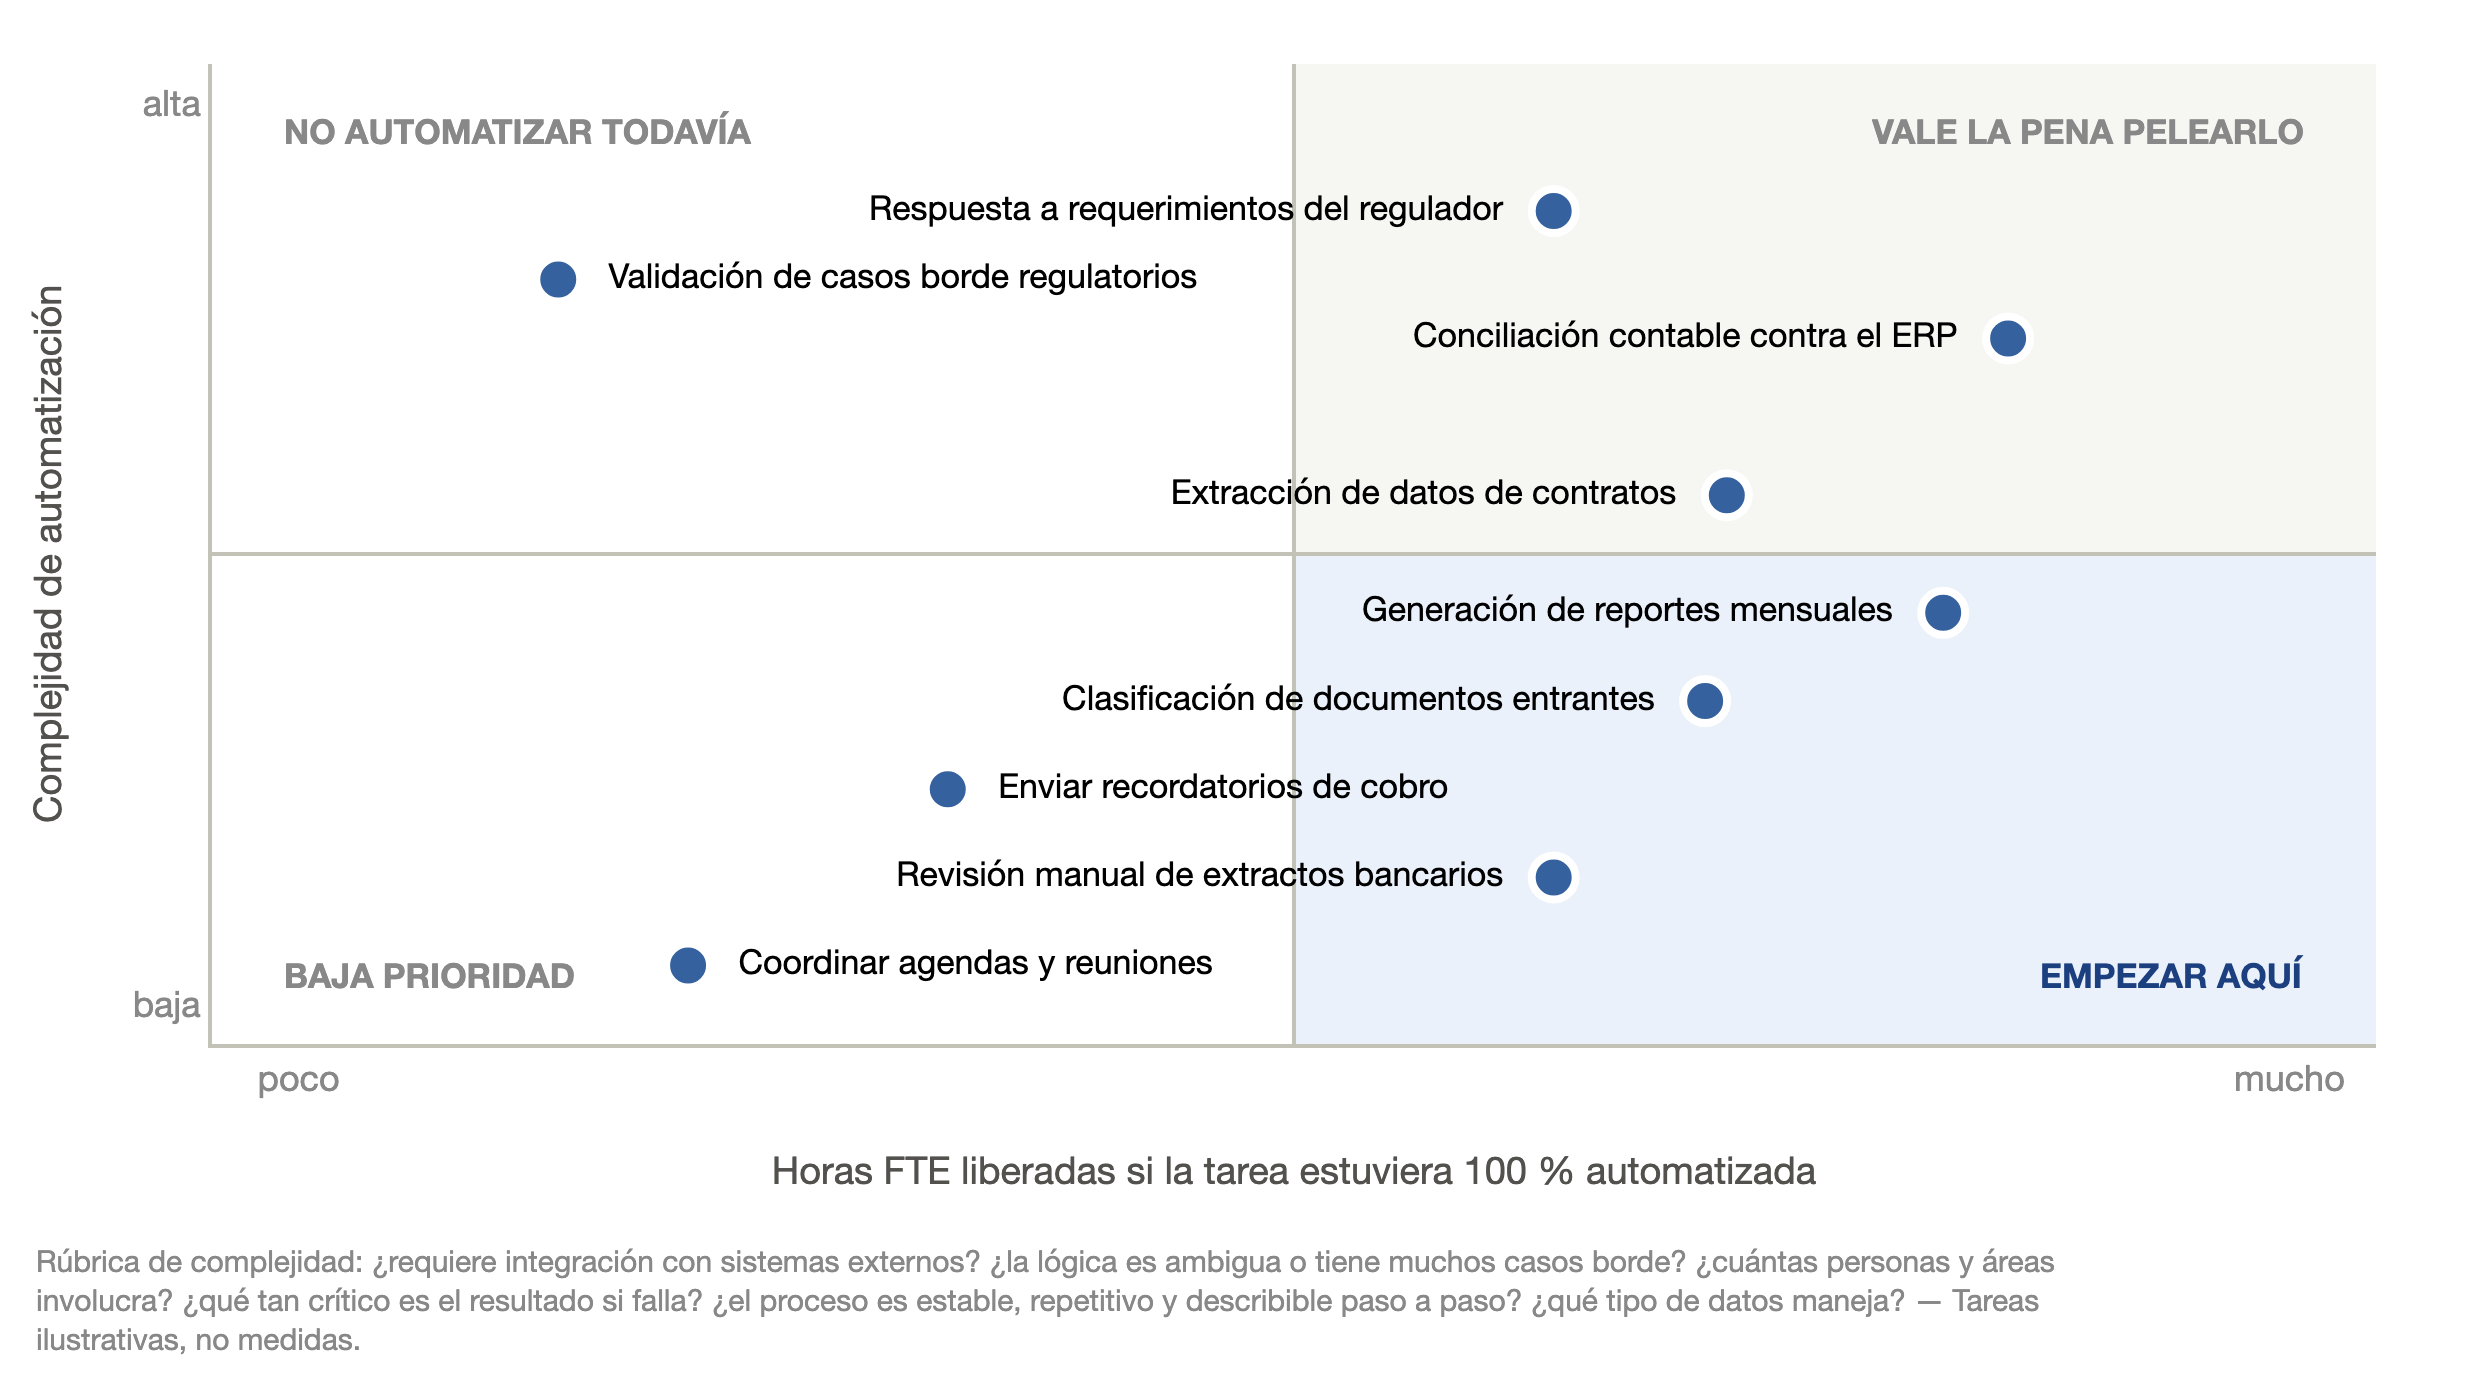 alta
NO AUTOMATIZAR TODAVÍA
VALE LA PENA PELEARLO
Respuesta a requerimientos del regulador
Validación de casos borde regulatorios
Conciliación contable contra el ERP
Extracción de datos de contratos
Complejidad de automatización
Generación de reportes mensuales
Clasificación de documentos entrantes
Enviar recordatorios de cobro
Revisión manual de extractos bancarios
Coordinar agendas y reuniones
BAJA PRIORIDAD
EMPEZAR AQUÍ
baja
poco
mucho
Horas FTE liberadas si la tarea estuviera 100 % automatizada
Rúbrica de complejidad: ¿requiere integración con sistemas externos? ¿la lógica es ambigua o tiene muchos casos borde? ¿cuántas personas y áreas
involucra? ¿qué tan crítico es el resultado si falla? ¿el proceso es estable, repetitivo y describible paso a paso? ¿qué tipo de datos maneja? — Tareas
ilustrativas, no medidas.